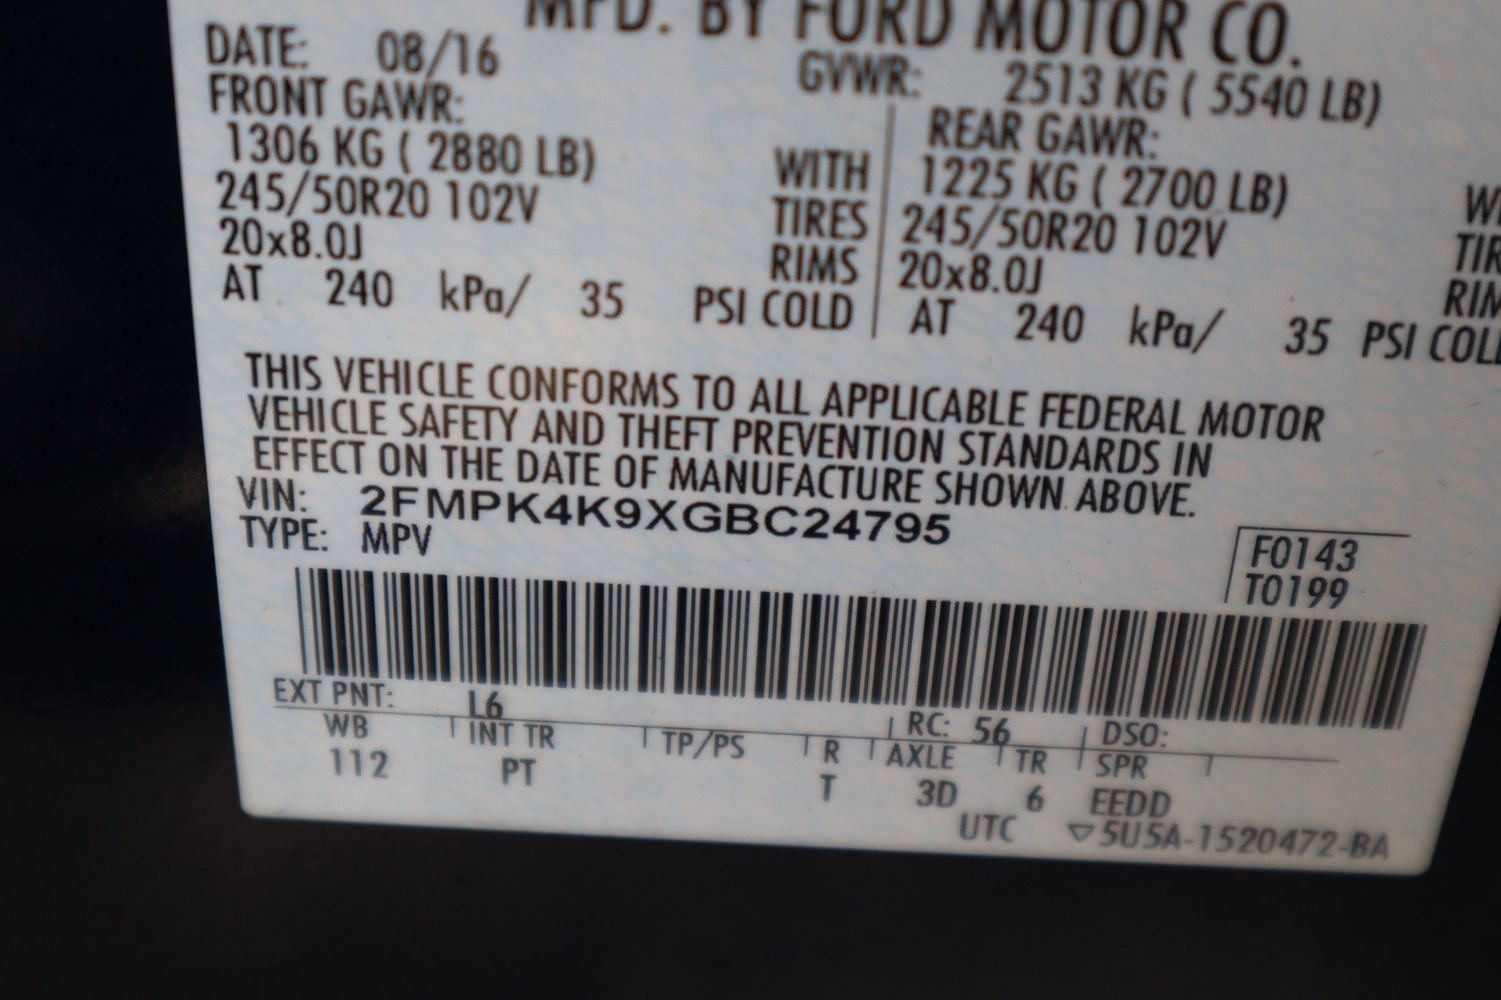 MFD. BY FORD MOTOR CO.
DATE: 08/16 GVWR: 2513 KG ( 5540 LB)
FRONT GAWR: REAR GAWR:
1306 KG ( 2880 LB) WITH 1225 KG ( 2700 LB) WI
245/50R20 102V TIRES 245/50R20 102V TIR
20x8.0J RIMS 20x8.0J RIM
AT 240 kPa/ 35 PSI COLD AT 240 kPa/ 35 PSI COL
THIS VEHICLE CONFORMS TO ALL APPLICABLE FEDERAL MOTOR
VEHICLE SAFETY AND THEFT PREVENTION STANDARDS IN
EFFECT ON THE DATE OF MANUFACTURE SHOWN ABOVE.
VIN: 2FMPK4K9XGBC24795
TYPE: MPV
F0143
T0199
EXT PNT: L6 RC: 56 DSO:
WB INT TR TP/PS R AXLE TR SPR
112 PT T 3D 6 EEDD
UTC ▽5U5A-1520472-BA